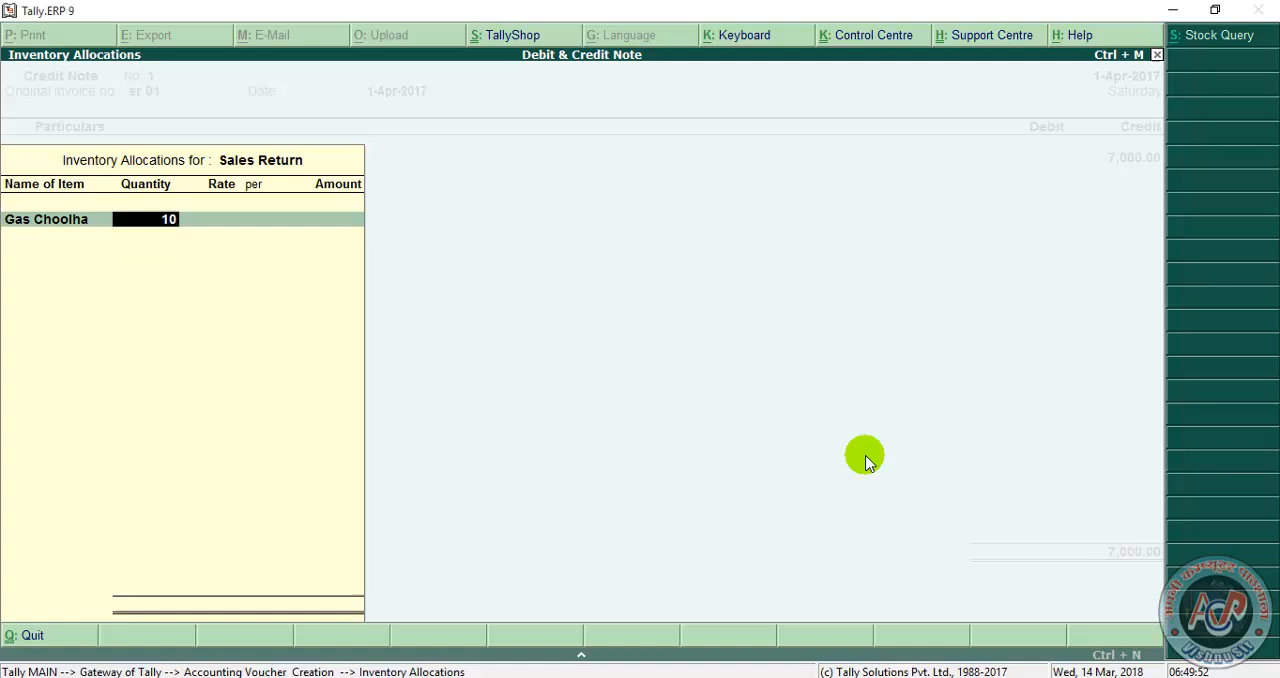 Tally.ERP 9
P: Print E: Export M: E-Mail O: Upload S: TallyShop G: Language K: Keyboard K: Control Centre H: Support Centre H: Help S: Stock Query
Inventory Allocations Debit & Credit Note Ctrl + M
Credit Note No. 1 1-Apr-2017
Original invoice no. sr 01 Date 1-Apr-2017 Saturday
Particulars Debit Credit
Inventory Allocations for : Sales Return 7,000.00
Name of Item Quantity Rate per Amount
Gas Choolha 10
7,000.00
ACP
Q: Quit
Ctrl + N
Tally MAIN --> Gateway of Tally --> Accounting Voucher Creation --> Inventory Allocations (c) Tally Solutions Pvt. Ltd., 1988-2017 Wed, 14 Mar, 2018 06:49:52